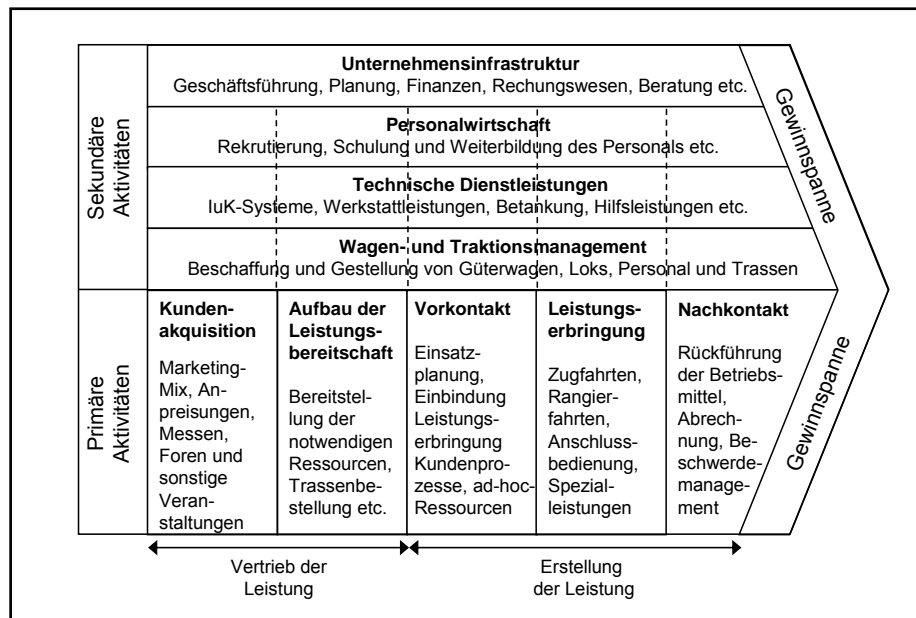 Sekundäre
Aktivitäten
Unternehmensinfrastruktur
Geschäftsführung, Planung, Finanzen, Rechungswesen, Beratung etc.
Personalwirtschaft
Rekrutierung, Schulung und Weiterbildung des Personals etc.
Technische Dienstleistungen
IuK-Systeme, Werkstattleistungen, Betankung, Hilfsleistungen etc.
Wagen- und Traktionsmanagement
Beschaffung und Gestellung von Güterwagen, Loks, Personal und Trassen
Gewinnspanne
Primäre
Aktivitäten
Kunden-
akquisition
Marketing-
Mix, An-
preisungen,
Messen,
Foren und
sonstige
Veran-
staltungen
Aufbau der
Leistungs-
bereitschaft
Bereitstel-
lung der
notwendigen
Ressourcen,
Trassenbe-
stellung etc.
Vorkontakt
Einsatz-
planung,
Einbindung
Leistungs-
erbringung
Kundenpro-
zesse, ad-hoc-
Ressourcen
Leistungs-
erbringung
Zugfahrten,
Rangier-
fahrten,
Anschluss-
bedienung,
Spezial-
leistungen
Nachkontakt
Rückführung
der Betriebs-
mittel,
Abrech-
nung, Be-
schwerde-
manage-
ment
Gewinnspanne
Vertrieb der
Leistung
Erstellung
der Leistung